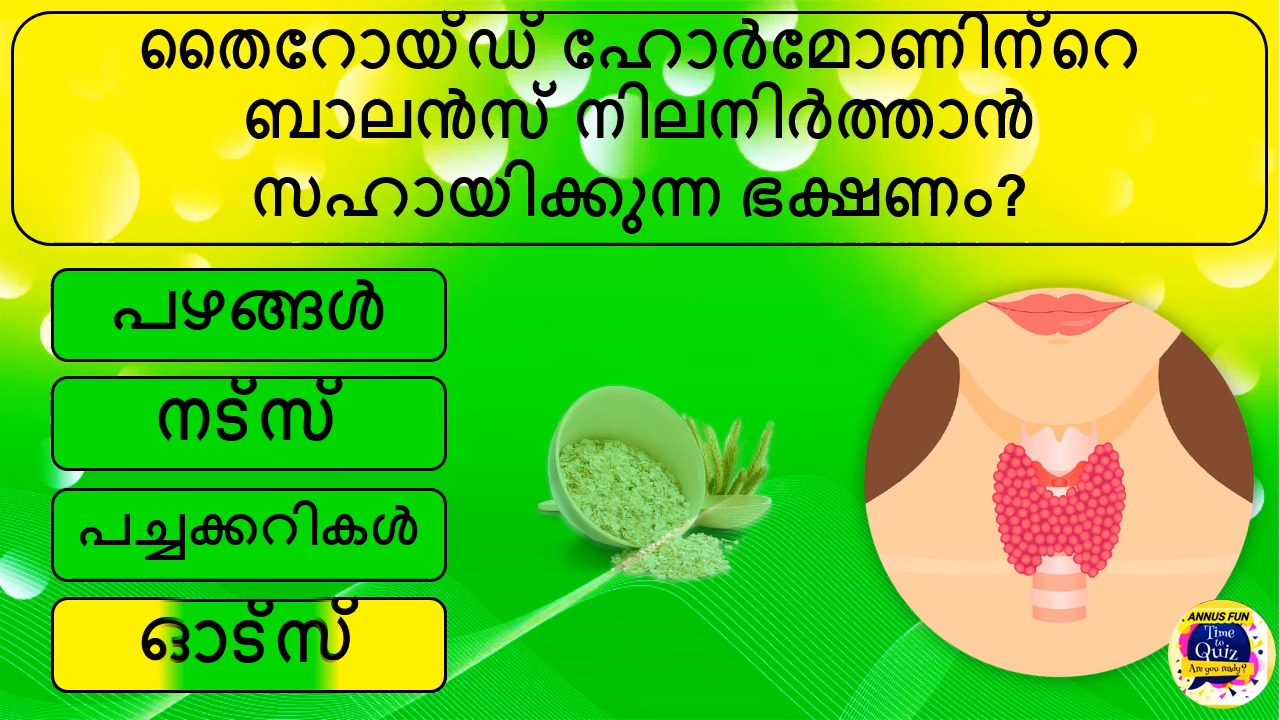 തൈറോയ്ഡ് ഹോർമോണിന്റെ
ബാലൻസ് നിലനിർത്താൻ
സഹായിക്കുന്ന ഭക്ഷണം?
പഴങ്ങൾ
നട്സ്
പച്ചക്കറികൾ
ഓട്സ്
ANNUS FUN
Time
to
Quiz
Are you ready?